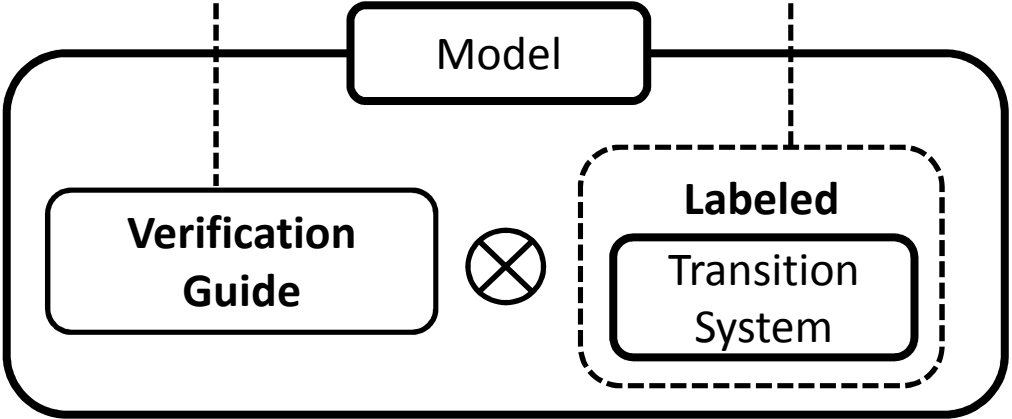 Model
Verification
Guide
Labeled
Transition
System